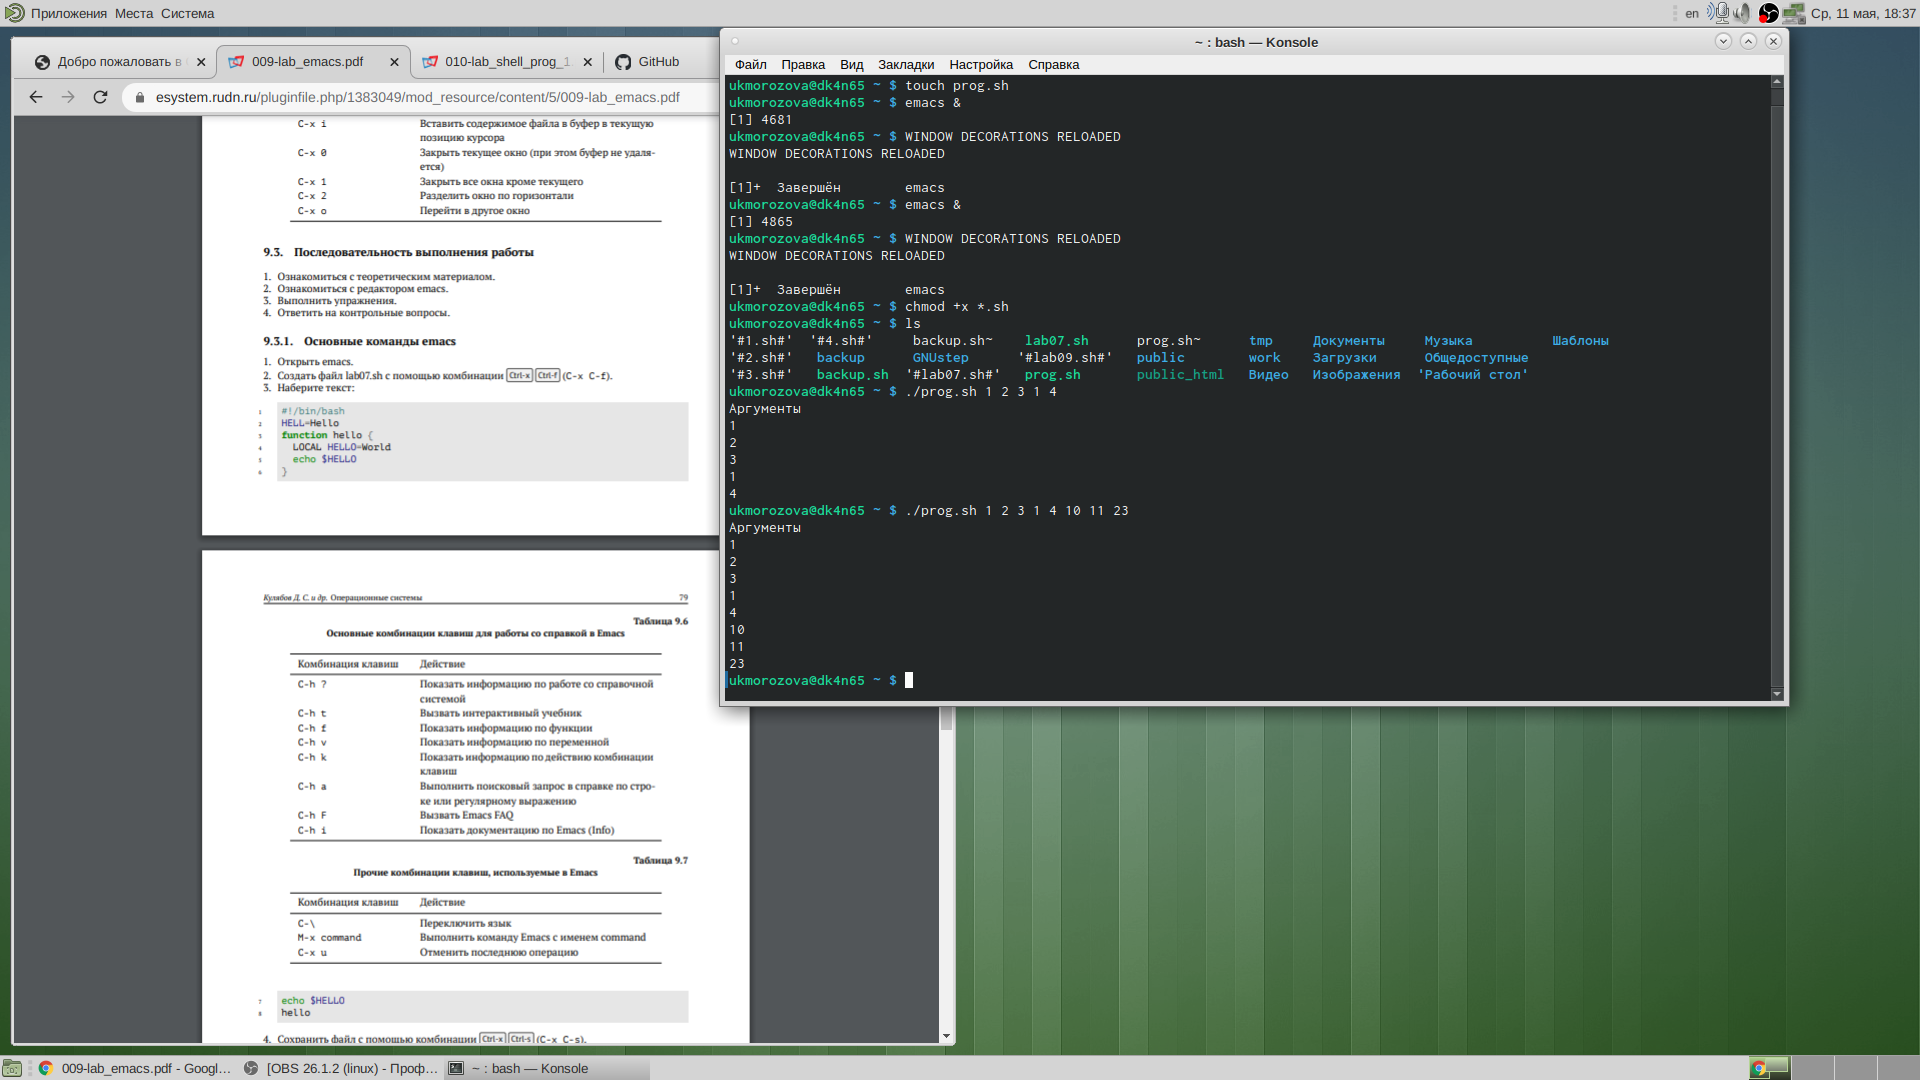 Приложения Места Система
en
Ср, 11 мая, 18:37
Добро пожаловать в
009-lab_emacs.pdf
010-lab_shell_prog_1.
GitHub
esystem.rudn.ru/pluginfile.php/1383049/mod_resource/content/5/009-lab_emacs.pdf
C-x i Вставить содержимое файла в буфер в текущую
позицию курсора
C-x 0 Закрыть текущее окно (при этом буфер не удаля-
ется)
C-x 1 Закрыть все окна кроме текущего
C-x 2 Разделить окно по горизонтали
C-x o Перейти в другое окно
9.3. Последовательность выполнения работы
1. Ознакомиться с теоретическим материалом.
2. Ознакомиться с редактором emacs.
3. Выполнить упражнения.
4. Ответить на контрольные вопросы.
9.3.1. Основные команды emacs
1. Открыть emacs.
2. Создать файл lab07.sh с помощью комбинации Ctrl-x Ctrl-f (C-x C-f).
3. Наберите текст:
1 #!/bin/bash
2 HELL=Hello
3 function hello {
4 LOCAL HELLO=World
5 echo $HELLO
6 }
Кулябов Д. С. и др. Операционные системы 79
Таблица 9.6
Основные комбинации клавиш для работы со справкой в Emacs
Комбинация клавиш Действие
C-h ? Показать информацию по работе со справочной
системой
C-h t Вызвать интерактивный учебник
C-h f Показать информацию по функции
C-h v Показать информацию по переменной
C-h k Показать информацию по действию комбинации
клавиш
C-h a Выполнить поисковый запрос в справке по стро-
ке или регулярному выражению
C-h F Вызвать Emacs FAQ
C-h i Показать документацию по Emacs (Info)
Таблица 9.7
Прочие комбинации клавиш, используемые в Emacs
Комбинация клавиш Действие
C-\ Переключить язык
M-x command Выполнить команду Emacs с именем command
C-x u Отменить последнюю операцию
7 echo $HELLO
8 hello
4. Сохранить файл с помощью комбинации Ctrl-x Ctrl-s (C-x C-s).
~ : bash — Konsole
Файл Правка Вид Закладки Настройка Справка
ukmorozova@dk4n65 ~ $ touch prog.sh
ukmorozova@dk4n65 ~ $ emacs &
[1] 4681
ukmorozova@dk4n65 ~ $ WINDOW DECORATIONS RELOADED
WINDOW DECORATIONS RELOADED
[1]+ Завершён emacs
ukmorozova@dk4n65 ~ $ emacs &
[1] 4865
ukmorozova@dk4n65 ~ $ WINDOW DECORATIONS RELOADED
WINDOW DECORATIONS RELOADED
[1]+ Завершён emacs
ukmorozova@dk4n65 ~ $ chmod +x *.sh
ukmorozova@dk4n65 ~ $ ls
'#1.sh#' '#4.sh#' backup.sh~ lab07.sh prog.sh~ tmp Документы Музыка Шаблоны
'#2.sh#' backup GNUstep '#lab09.sh#' public work Загрузки Общедоступные
'#3.sh#' backup.sh '#lab07.sh#' prog.sh public_html Видео Изображения 'Рабочий стол'
ukmorozova@dk4n65 ~ $ ./prog.sh 1 2 3 1 4
Аргументы
1
2
3
1
4
ukmorozova@dk4n65 ~ $ ./prog.sh 1 2 3 1 4 10 11 23
Аргументы
1
2
3
1
4
10
11
23
ukmorozova@dk4n65 ~ $
009-lab_emacs.pdf - Googl...
[OBS 26.1.2 (linux) - Проф...
~ : bash — Konsole